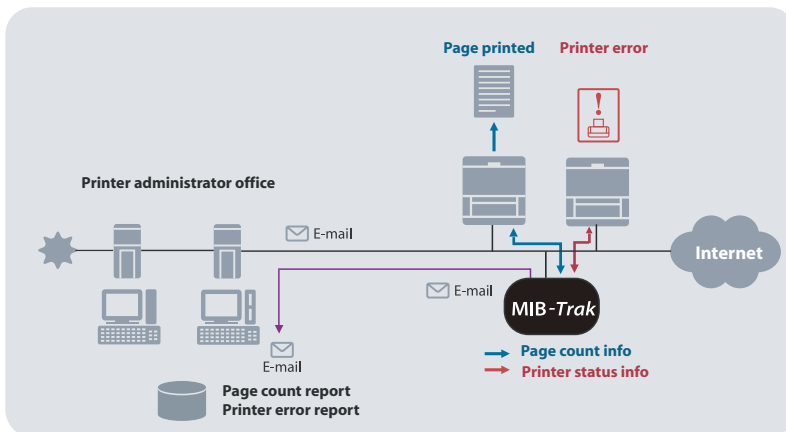 Page printed
Printer error
Printer administrator office
E-mail
Internet
E-mail
MIB-Trak
Page count info
E-mail
Printer status info
Page count report
Printer error report